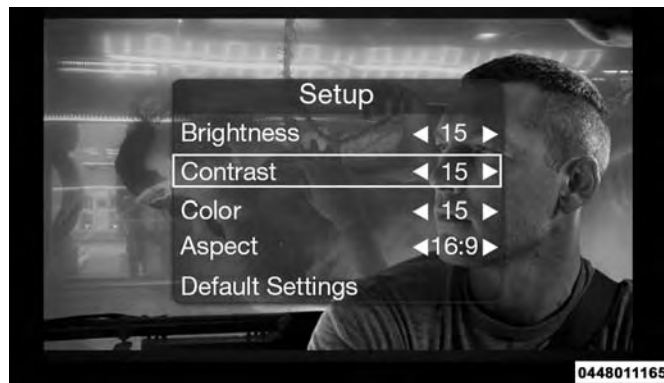 Setup
Brightness ◀ 15 ▶
Contrast ◀ 15 ▶
Color ◀ 15 ▶
Aspect ◀16:9▶
Default Settings
0448011165